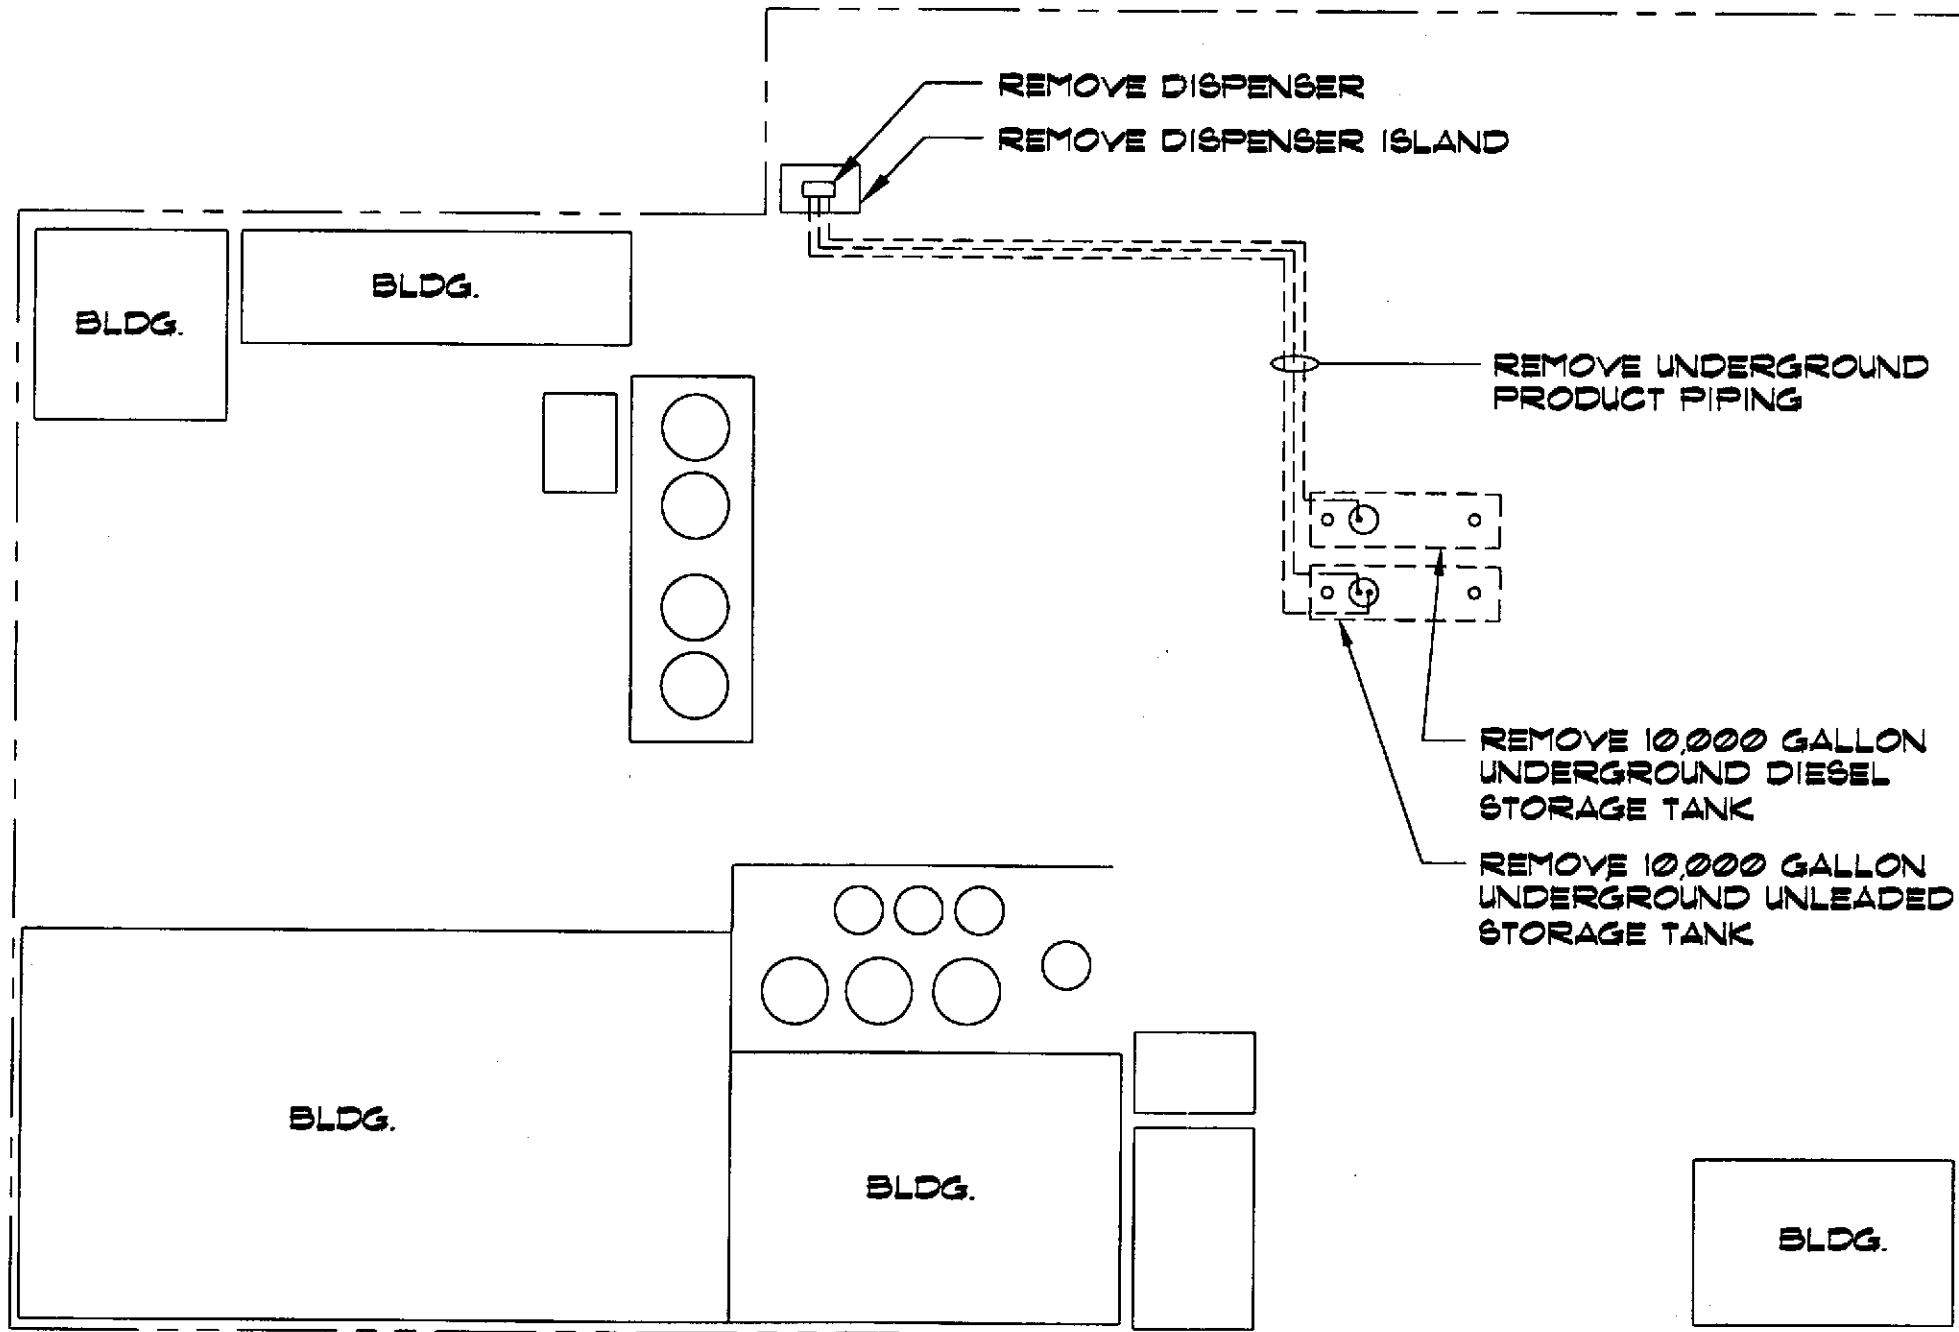 REMOVE DISPENSER
REMOVE DISPENSER ISLAND
BLDG.
BLDG.
REMOVE UNDERGROUND
PRODUCT PIPING
REMOVE 10,000 GALLON
UNDERGROUND DIESEL
STORAGE TANK
REMOVE 10,000 GALLON
UNDERGROUND UNLEADED
STORAGE TANK
BLDG.
BLDG.
BLDG.